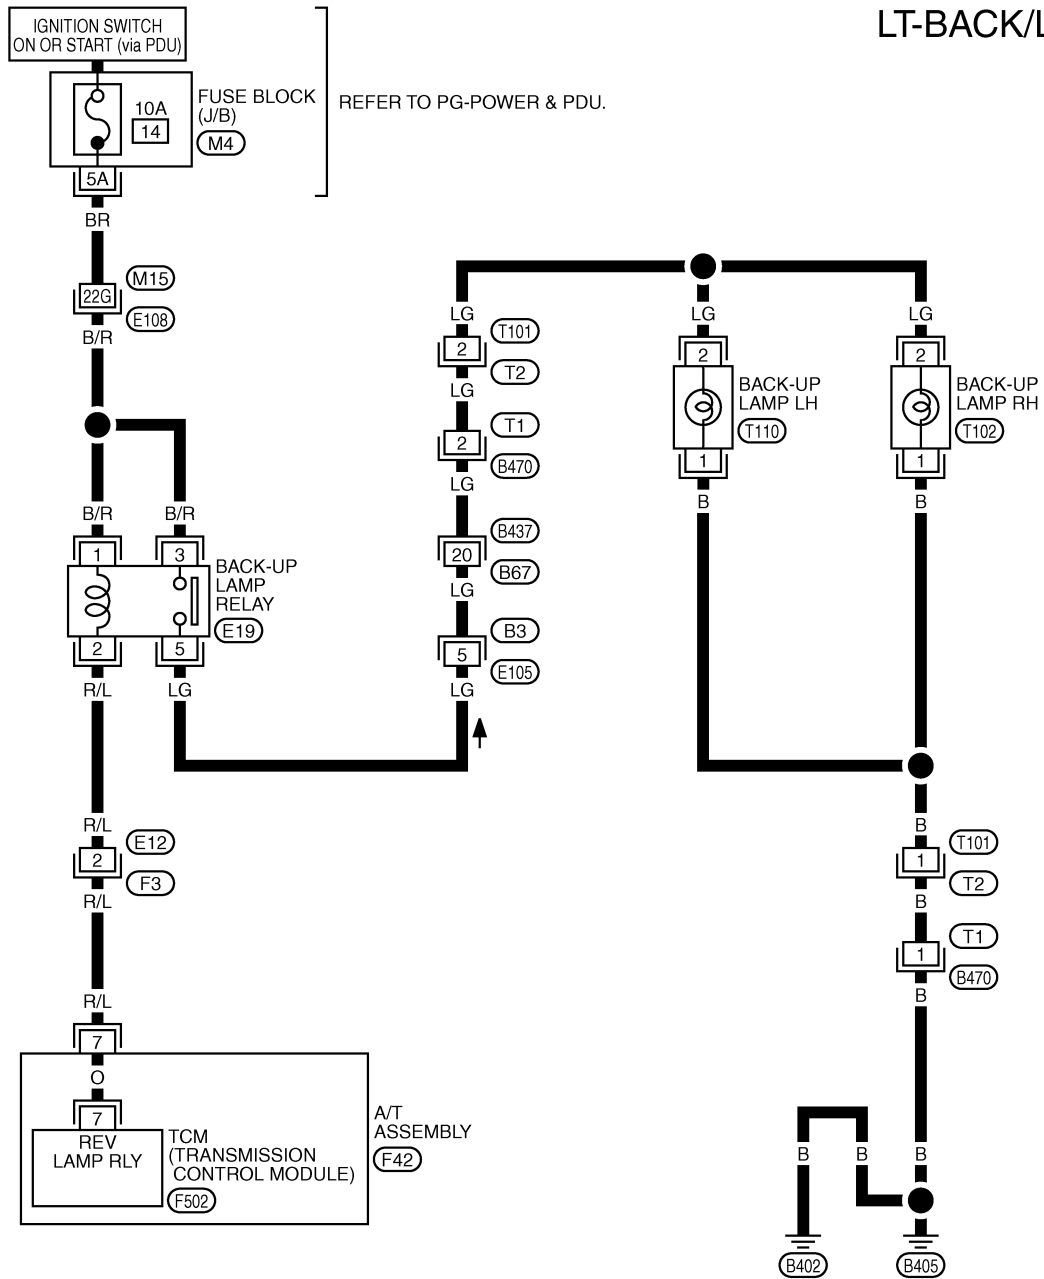 LT-BACK/L
IGNITION SWITCH
ON OR START (via PDU)
10A
14
FUSE BLOCK
(J/B)
M4
REFER TO PG-POWER & PDU.
5A
BR
22G
M15
E108
B/R
B/R
B/R
1
3
BACK-UP
LAMP
RELAY
E19
2
5
R/L
LG
R/L
2
E12
F3
R/L
R/L
7
O
7
REV
LAMP RLY
TCM
(TRANSMISSION
CONTROL MODULE)
F502
A/T
ASSEMBLY
F42
LG
2
T101
T2
LG
2
T1
B470
LG
20
B437
B67
LG
5
B3
E105
LG
LG
2
BACK-UP
LAMP LH
T110
1
B
LG
2
BACK-UP
LAMP RH
T102
1
B
B
1
T101
T2
B
1
T1
B470
B
B
B
B
B402
B405